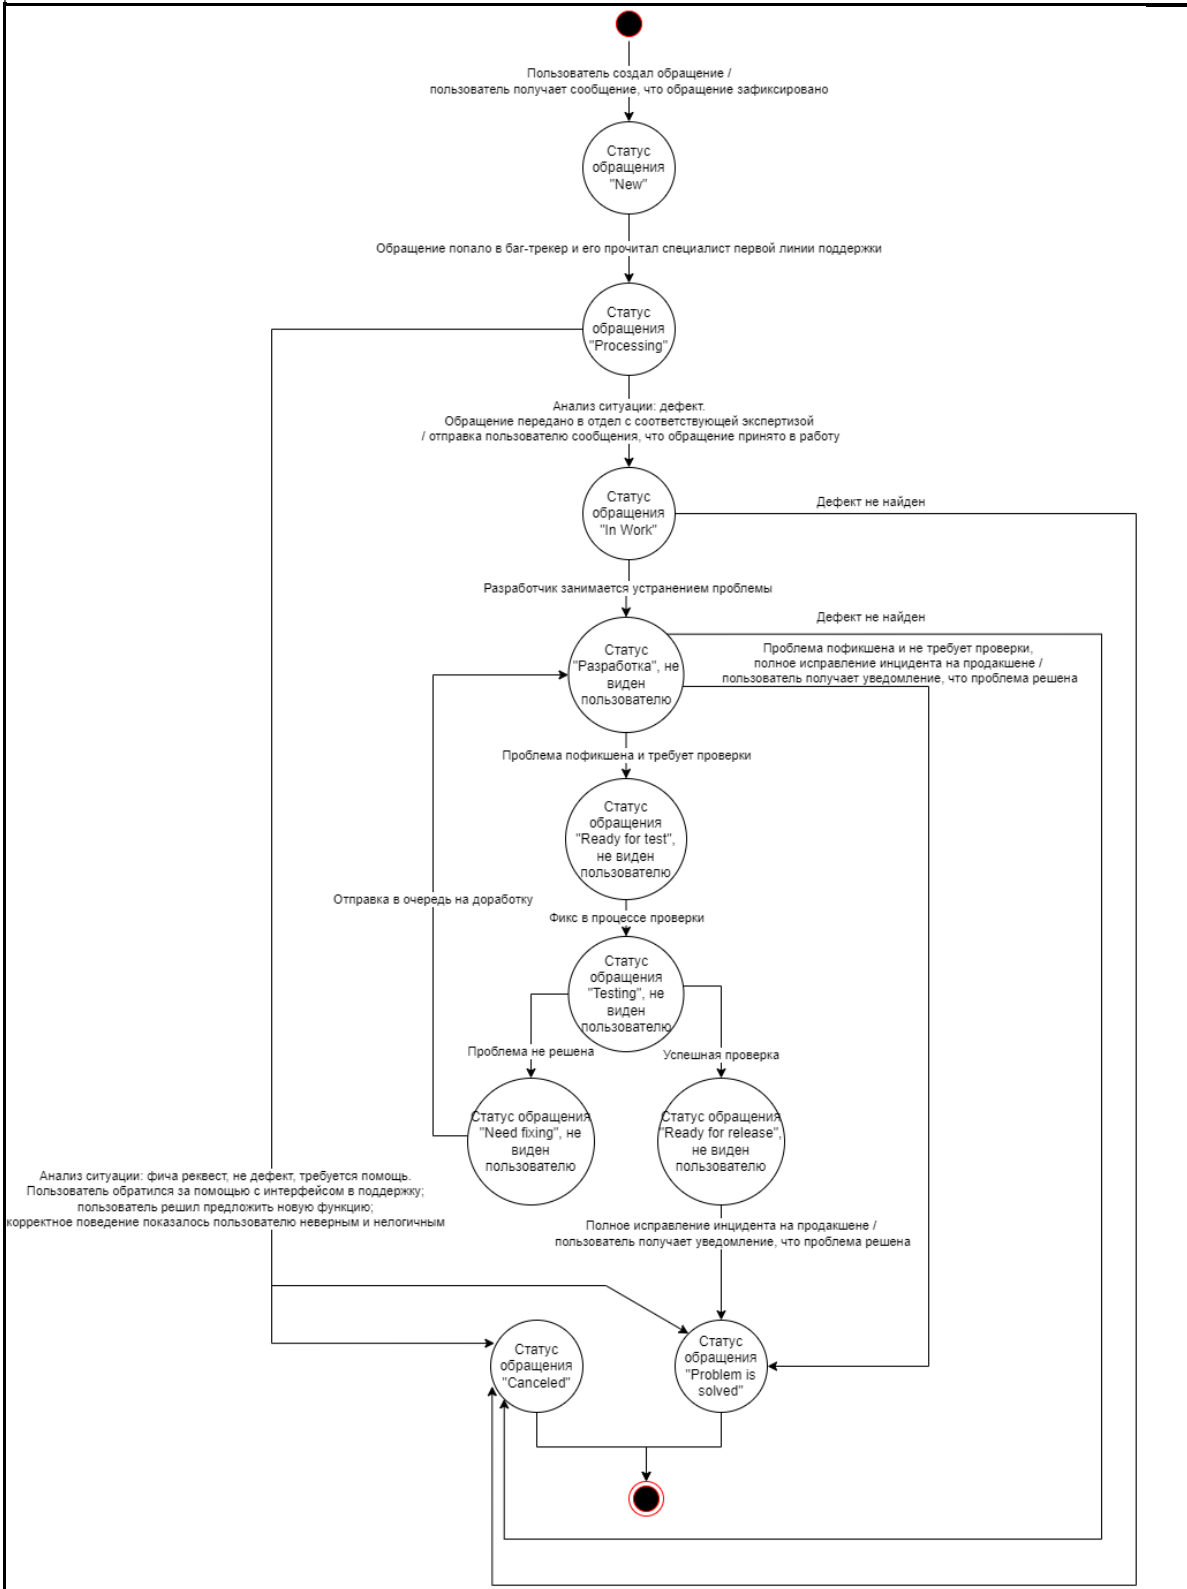 Пользователь создал обращение /
пользователь получает сообщение, что обращение зафиксировано
Статус
обращения
"New"
Обращение попало в баг-трекер и его прочитал специалист первой линии поддержки
Статус
обращения
"Processing"
Анализ ситуации: дефект.
Обращение передано в отдел с соответствующей экспертизой
/ отправка пользователю сообщения, что обращение принято в работу
Статус
обращения
"In Work"
Дефект не найден
Разработчик занимается устранением проблемы
Дефект не найден
Статус
"Разработка", не
виден
пользователю
Проблема пофикшена и не требует проверки,
полное исправление инцидента на продакшене /
пользователь получает уведомление, что проблема решена
Проблема пофикшена и требует проверки
Статус
обращения
"Ready for test",
не виден
пользователю
Отправка в очередь на доработку
Фикс в процессе проверки
Статус
обращения
"Testing", не
виден
пользователю
Проблема не решена
Успешная проверка
Статус обращения
"Need fixing", не
виден
пользователю
Статус обращения
"Ready for release",
не виден
пользователю
Анализ ситуации: фича реквест, не дефект, требуется помощь.
Пользователь обратился за помощью с интерфейсом в поддержку;
пользователь решил предложить новую функцию;
корректное поведение показалось пользователю неверным и нелогичным
Полное исправление инцидента на продакшене /
пользователь получает уведомление, что проблема решена
Статус
обращения
"Canceled"
Статус
обращения
"Problem is
solved"